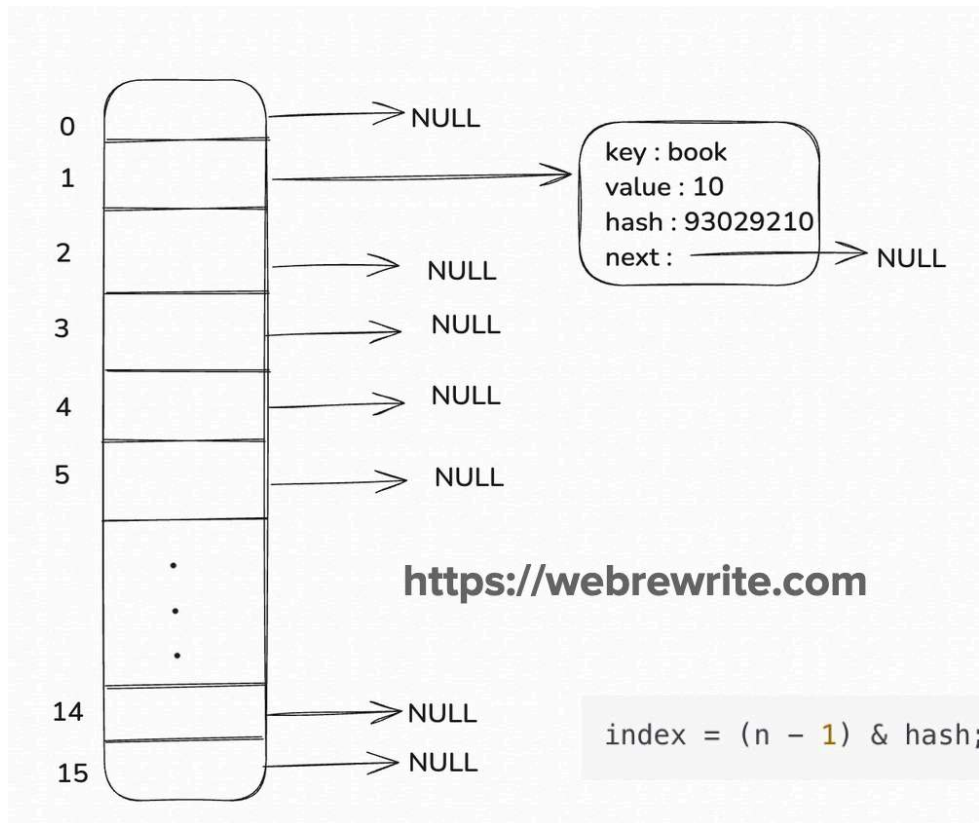 0
NULL
1
key : book
value : 10
hash : 93029210
next :
NULL
2
NULL
3
NULL
4
NULL
5
NULL
https://webrewrite.com
14
NULL
index = (n − 1) & hash;
15
NULL